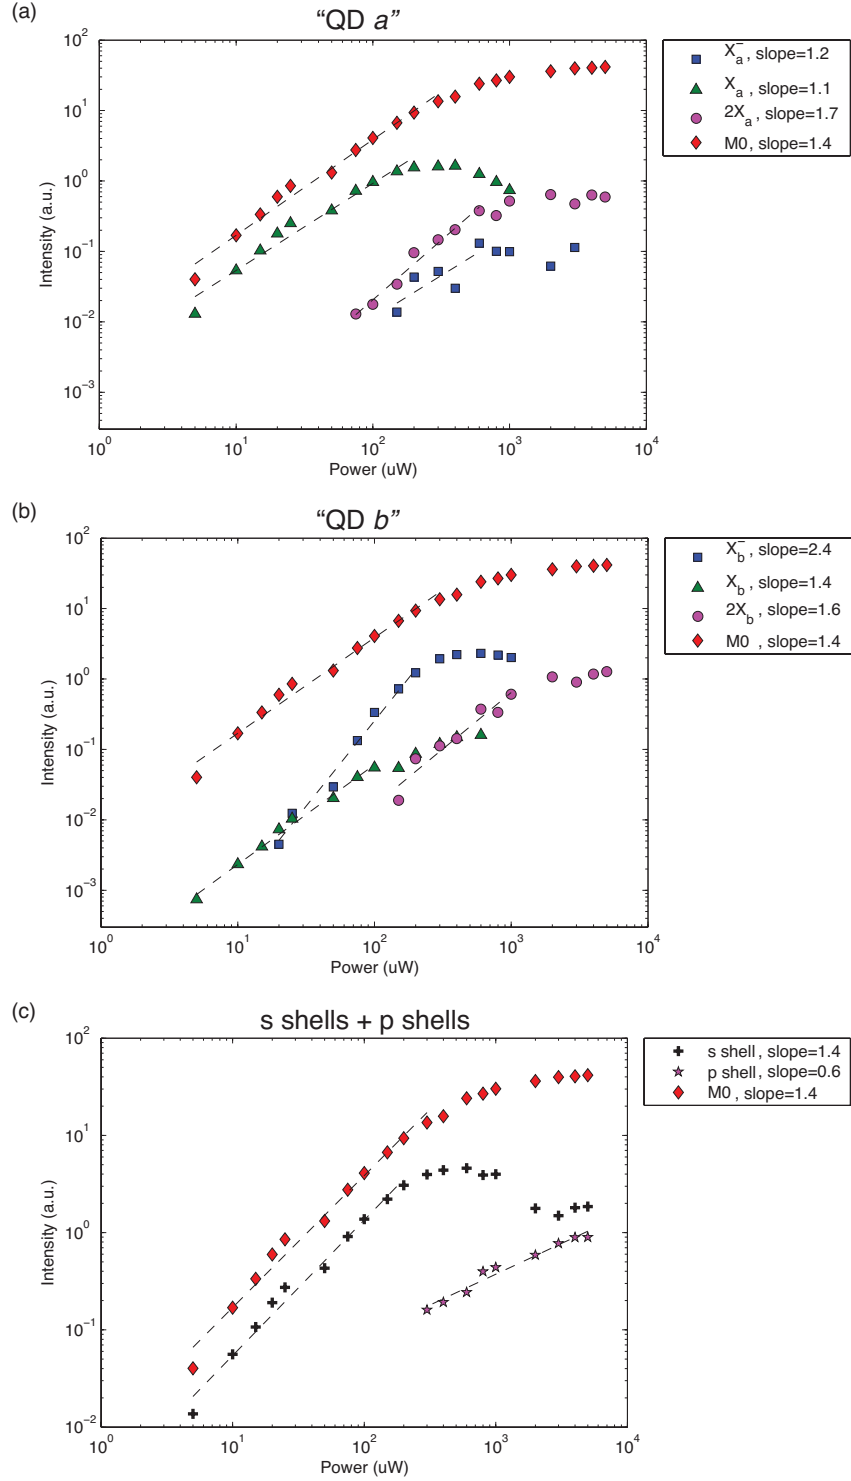 (a)
“QD a”
10² 10¹ 10⁰ 10⁻¹ 10⁻² 10⁻³
Intensity (a.u.)
10⁰ 10¹ 10² 10³ 10⁴
Power (uW)
X⁻ₐ, slope=1.2
Xₐ, slope=1.1
2Xₐ, slope=1.7
M0, slope=1.4
(b)
“QD b”
10² 10¹ 10⁰ 10⁻¹ 10⁻² 10⁻³
Intensity (a.u.)
10⁰ 10¹ 10² 10³ 10⁴
Power (uW)
X_b⁻, slope=2.4
X_b, slope=1.4
2X_b, slope=1.6
M0, slope=1.4
(c)
s shells + p shells
10² 10¹ 10⁰ 10⁻¹ 10⁻²
Intensity (a.u.)
10⁰ 10¹ 10² 10³ 10⁴
Power (uW)
s shell, slope=1.4
p shell, slope=0.6
M0, slope=1.4